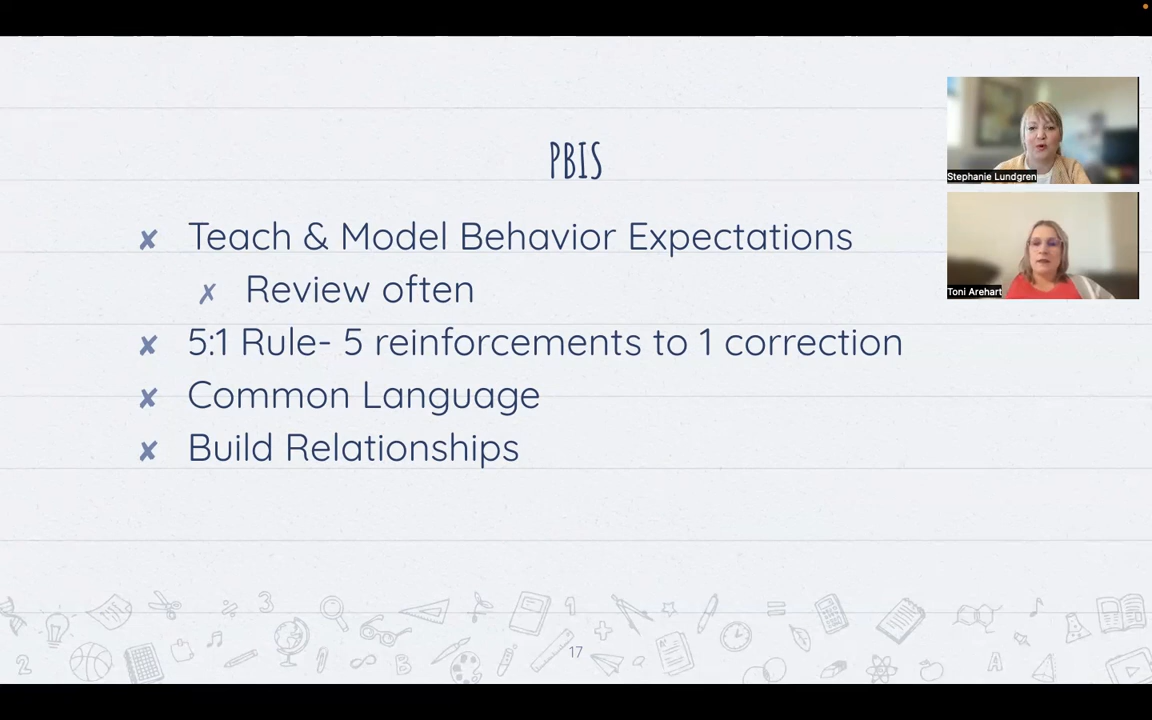 PBIS
✘ Teach & Model Behavior Expectations
✗ Review often
✘ 5:1 Rule- 5 reinforcements to 1 correction
✘ Common Language
✘ Build Relationships
Stephanie Lundgren
Toni Arehart
17